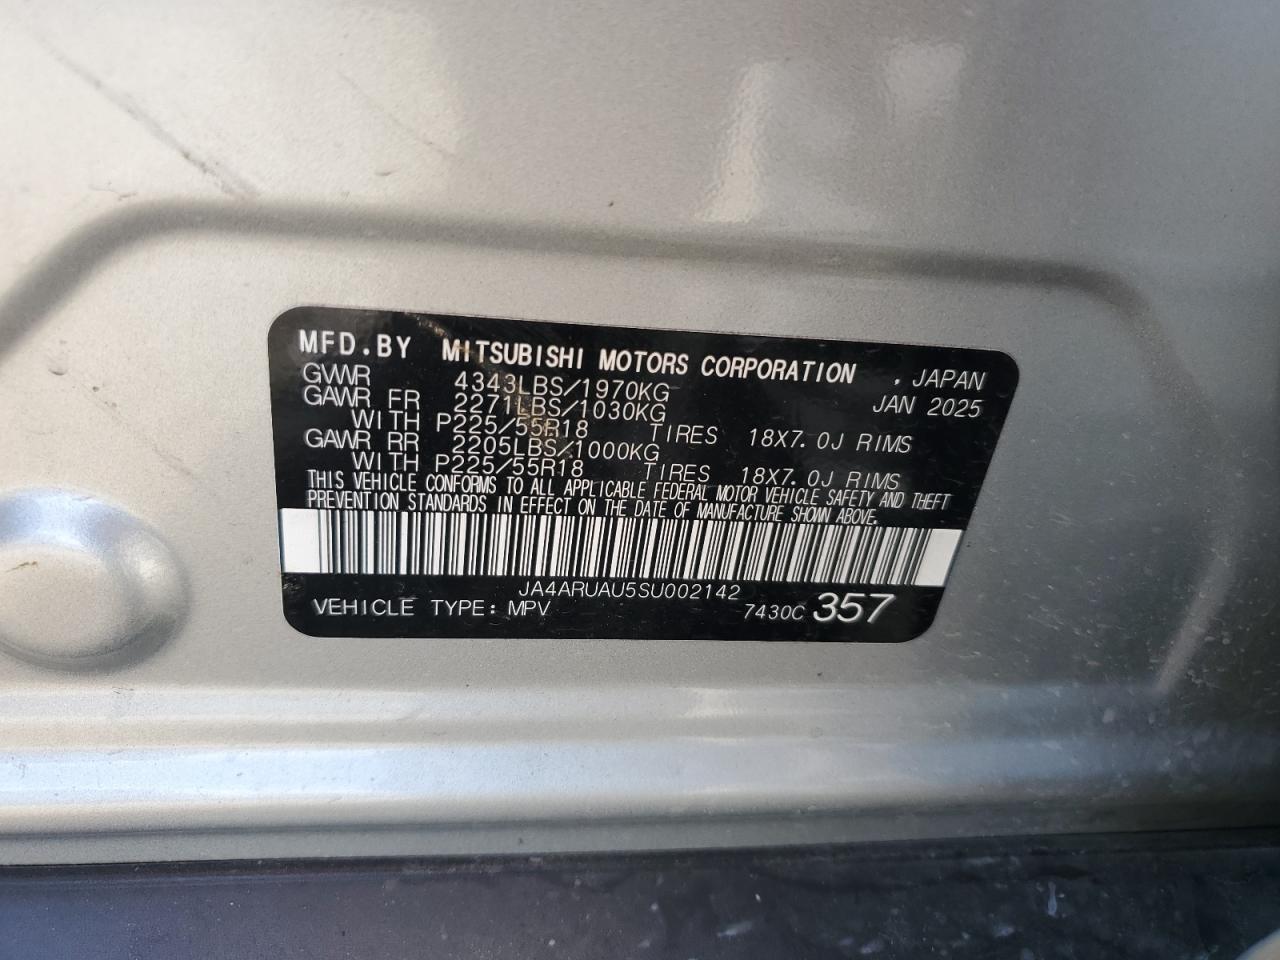 MFD.BY MITSUBISHI MOTORS CORPORATION , JAPAN
GVWR 4343LBS/1970KG JAN 2025
GAWR FR 2271LBS/1030KG
WITH P225/55R18 TIRES 18X7.0J RIMS
GAWR RR 2205LBS/1000KG
WITH P225/55R18 TIRES 18X7.0J RIMS
THIS VEHICLE CONFORMS TO ALL APPLICABLE FEDERAL MOTOR VEHICLE SAFETY AND THEFT
PREVENTION STANDARDS IN EFFECT ON THE DATE OF MANUFACTURE SHOWN ABOVE.
JA4ARUAU5SU002142
VEHICLE TYPE: MPV 7430C 357